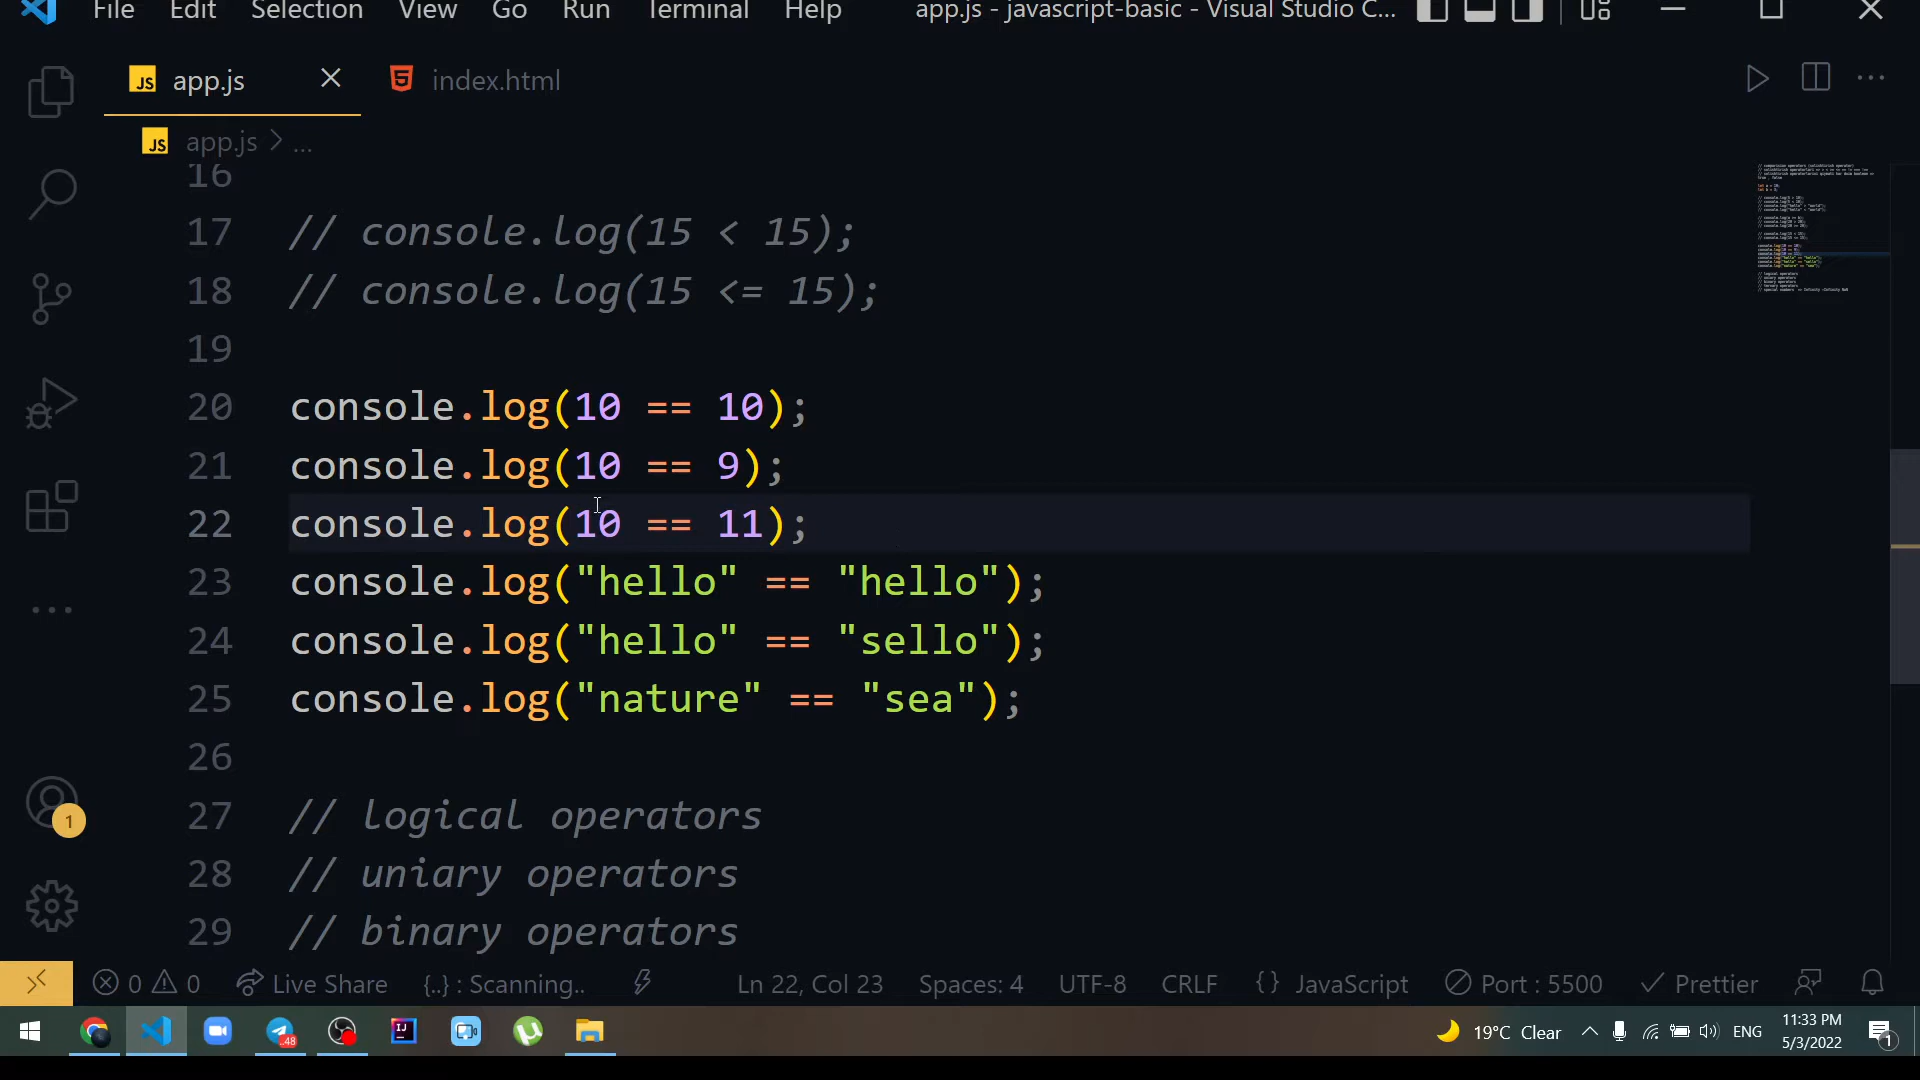 File Edit Selection View Go Run Terminal Help app.js - javascript-basic - Visual Studio C...
JS app.js index.html
JS app.js > ...
16
17 // console.log(15 < 15);
18 // console.log(15 <= 15);
19
20 console.log(10 == 10);
21 console.log(10 == 9);
22 console.log(10 == 11);
23 console.log("hello" == "hello");
24 console.log("hello" == "sello");
25 console.log("nature" == "sea");
26
27 // logical operators
28 // uniary operators
29 // binary operators
1
0 0 Live Share {..} : Scanning.. Ln 22, Col 23 Spaces: 4 UTF-8 CRLF {} JavaScript Port : 5500 Prettier
48 IJ 19°C Clear ENG 11:33 PM
5/3/2022 1